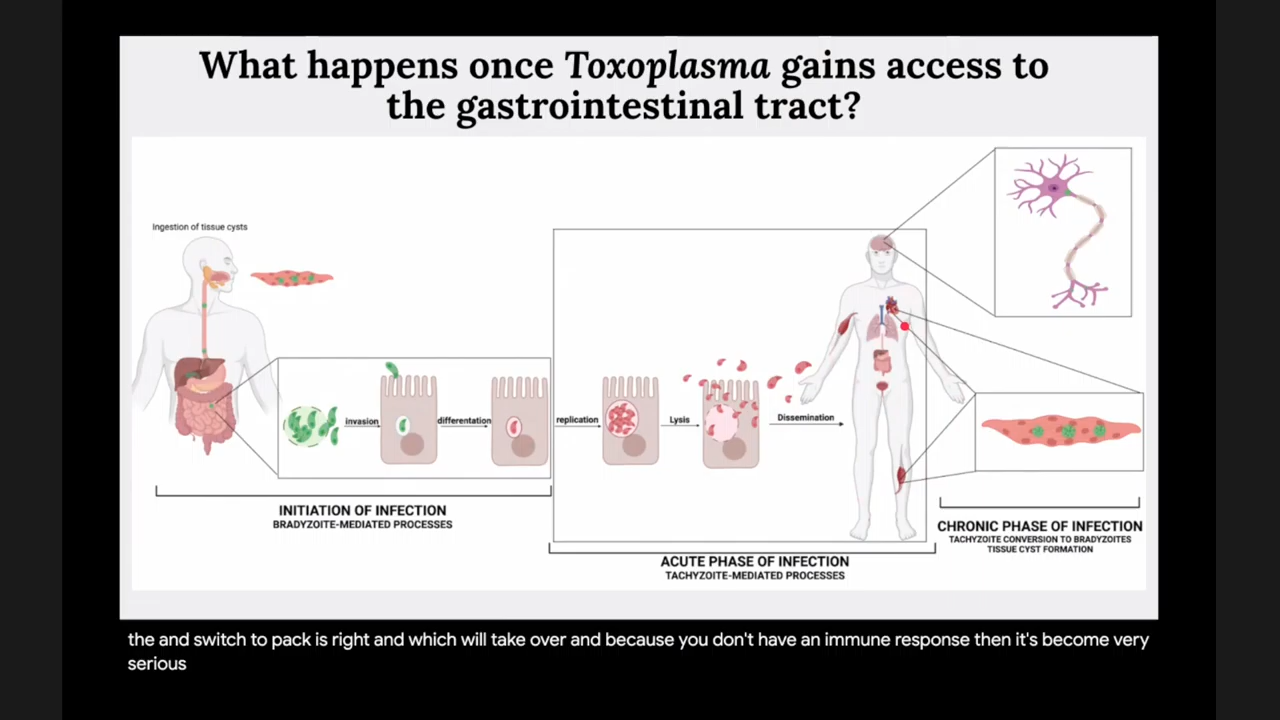 What happens once Toxoplasma gains access to
the gastrointestinal tract?
Ingestion of tissue cysts
invasion
differentation
replication
Lysis
Dissemination
INITIATION OF INFECTION
BRADYZOITE-MEDIATED PROCESSES
ACUTE PHASE OF INFECTION
TACHYZOITE-MEDIATED PROCESSES
CHRONIC PHASE OF INFECTION
TACHYZOITE CONVERSION TO BRADYZOITES
TISSUE CYST FORMATION
the and switch to pack is right and which will take over and because you don't have an immune response then it's become very
serious